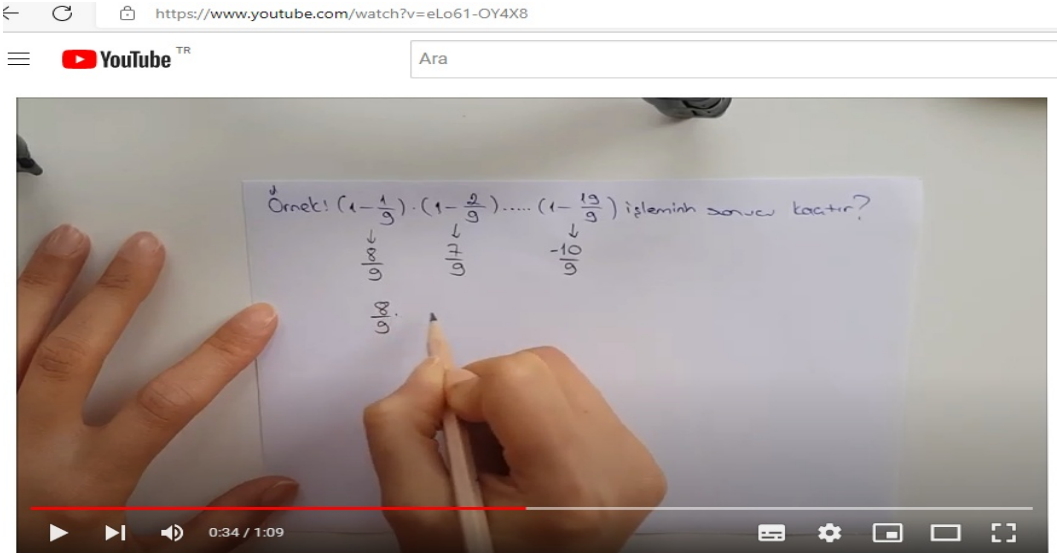 https://www.youtube.com/watch?v=eLo61-OY4X8
YouTube TR
Ara
Örnek: (1-1/9).(1-2/9).....(1-19/9) işleminin sonucu kaçtır?
↓ ↓ ↓
8/9 7/9 -10/9
8/9.
0:34 / 1:09